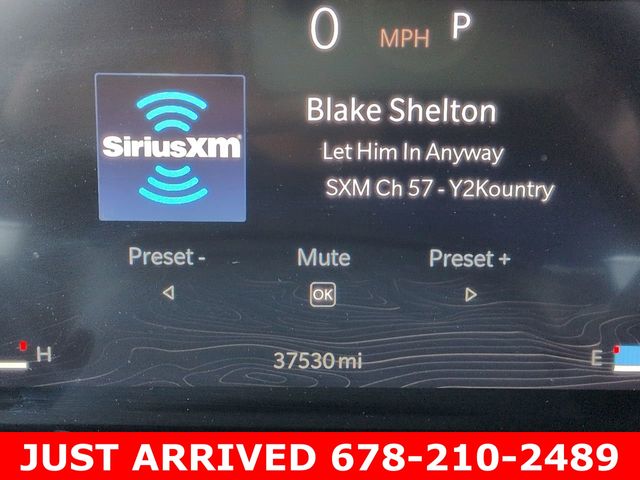 0 MPH P
SiriusXM
Blake Shelton
Let Him In Anyway
SXM Ch 57 - Y2Kountry
Preset - Mute Preset +
OK
H 37530 mi E
JUST ARRIVED 678-210-2489